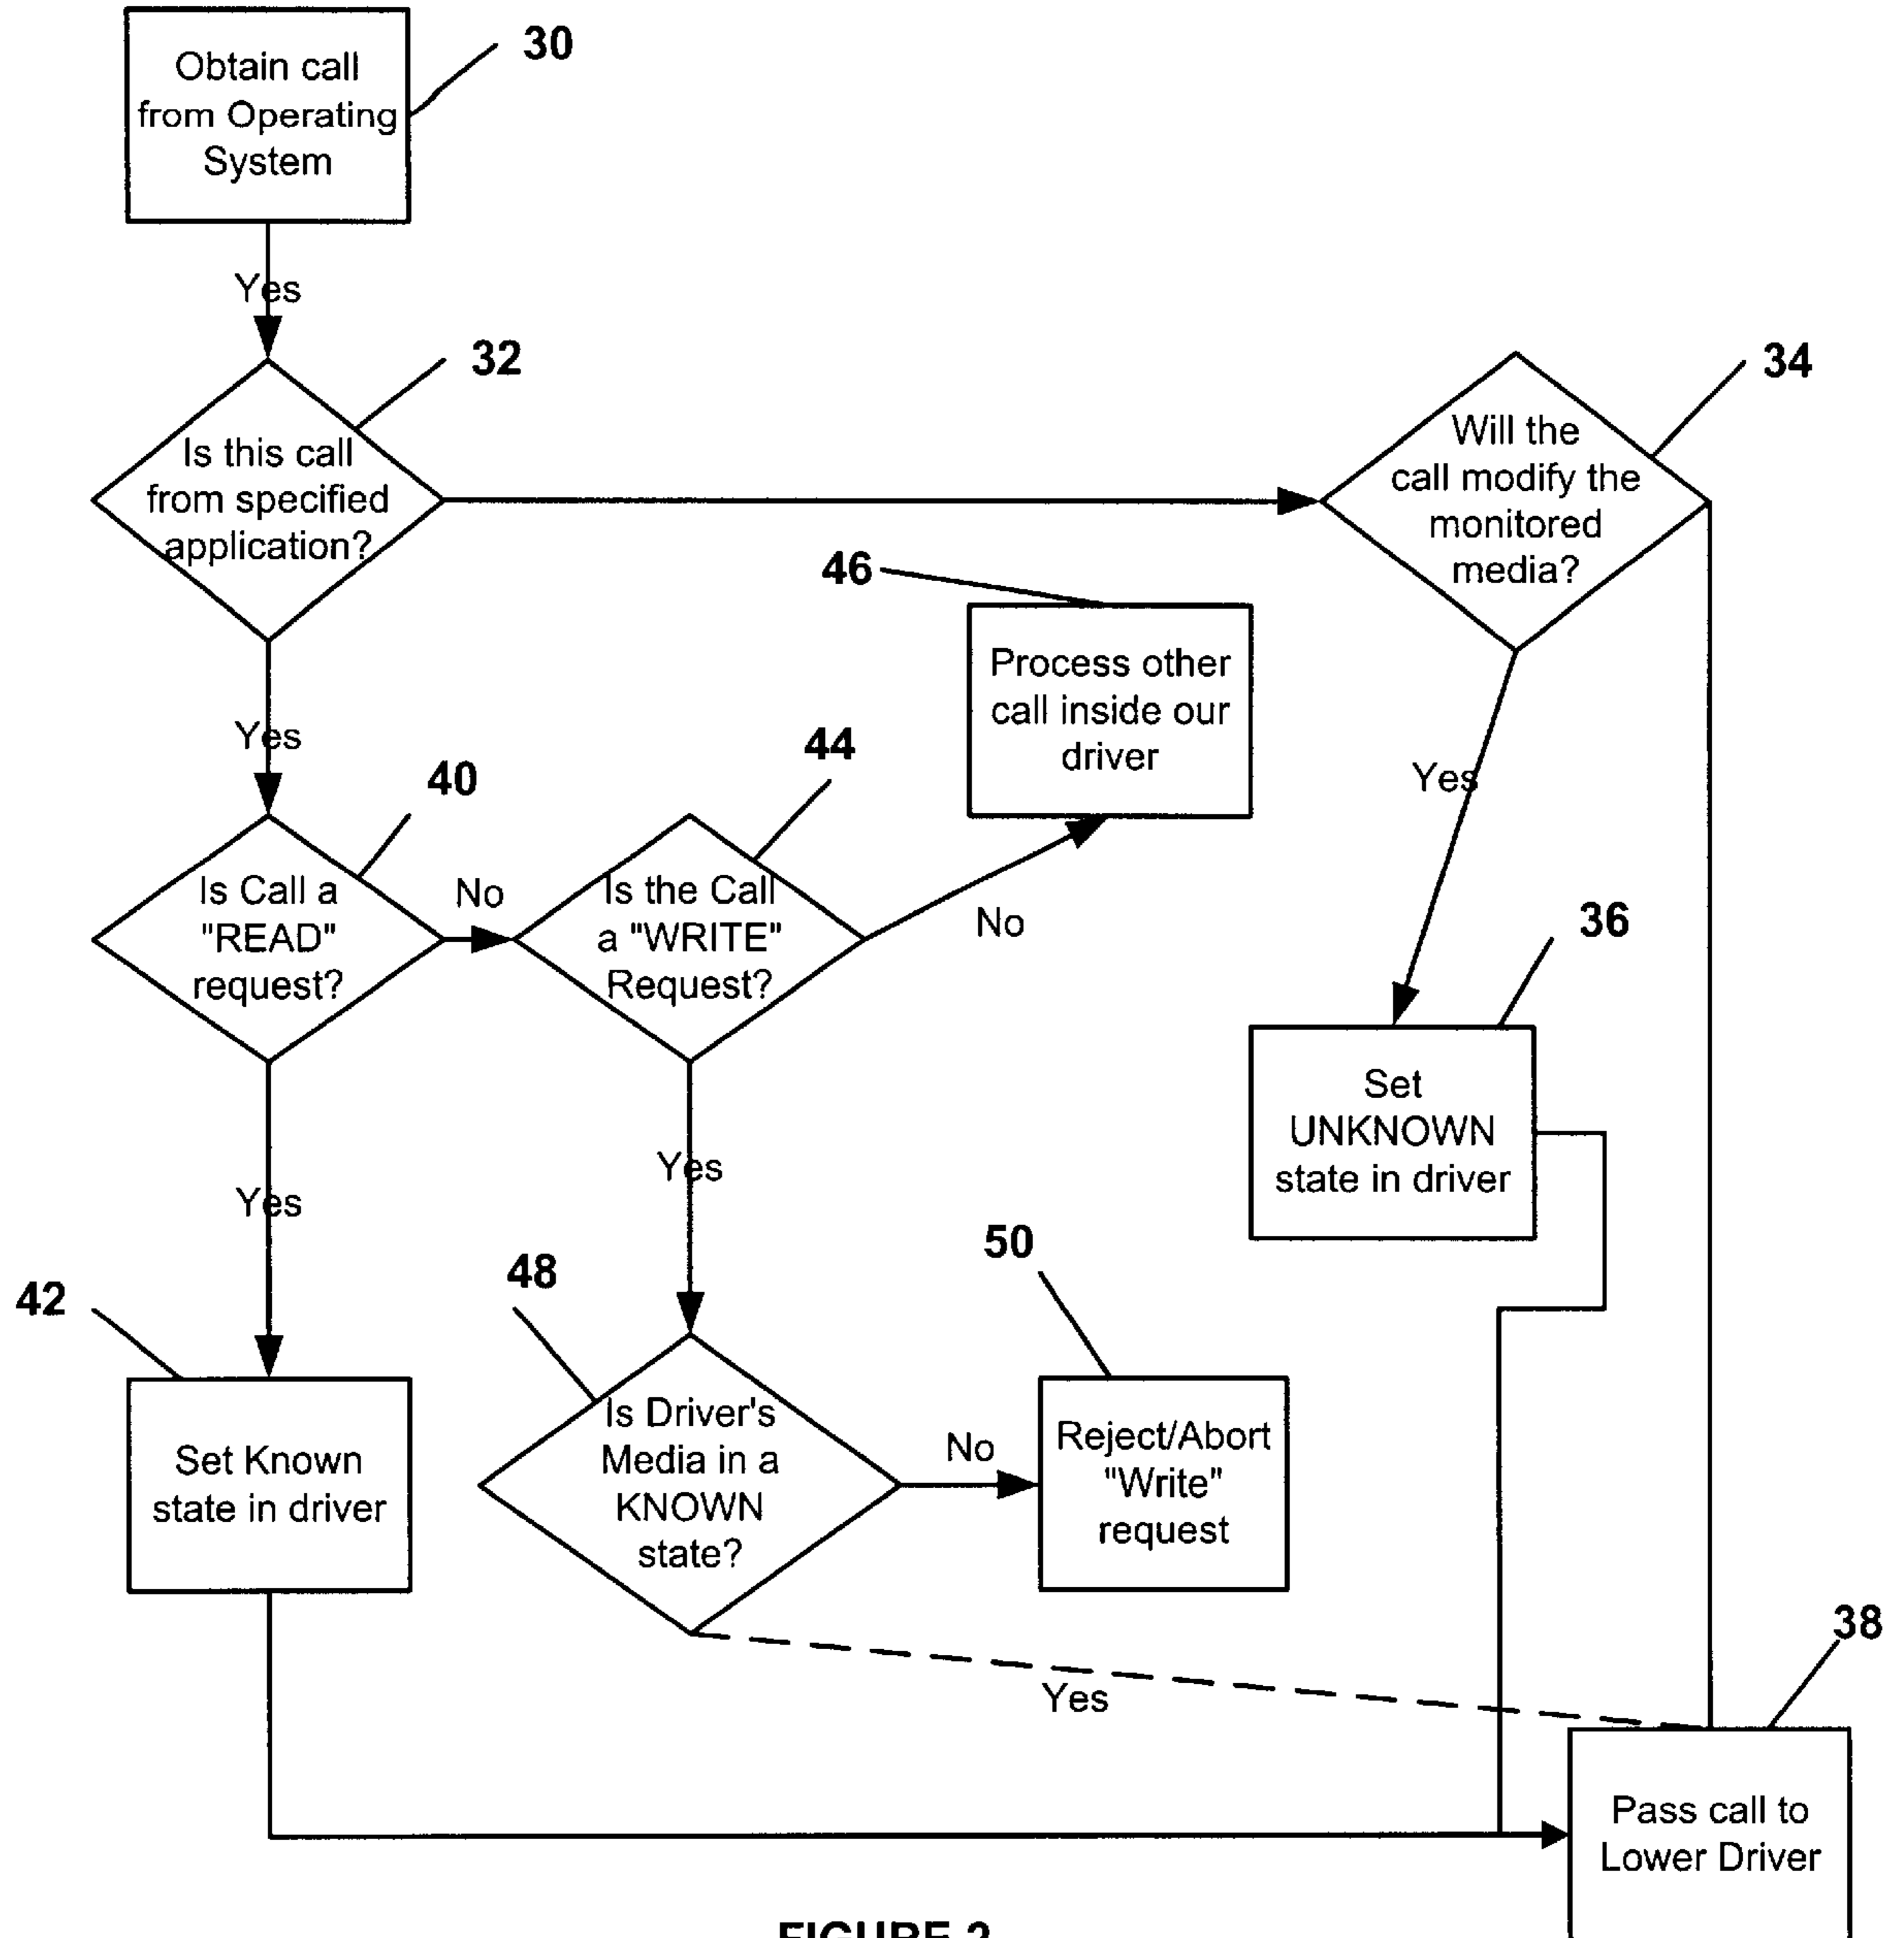 Obtain call
from Operating
System
30
Yes
Is this call
from specified
application?
32
Will the
call modify the
monitored
media?
34
46
Process other
call inside our
driver
Yes
Yes
40
44
Is Call a
"READ"
request?
No
Is the Call
a "WRITE"
Request?
No
36
Set
UNKNOWN
state in driver
Yes
Yes
42
48
50
Set Known
state in driver
Is Driver's
Media in a
KNOWN
state?
No
Reject/Abort
"Write"
request
Yes
38
Pass call to
Lower Driver
FIGURE 2